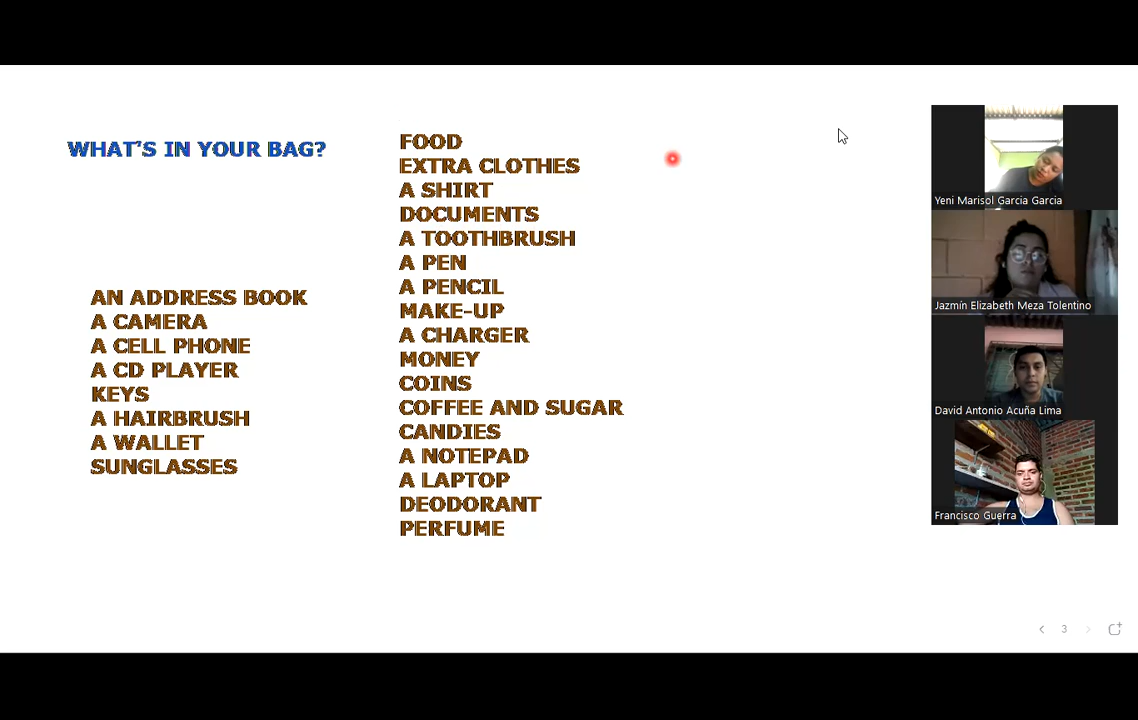 WHAT'S IN YOUR BAG?
AN ADDRESS BOOK
A CAMERA
A CELL PHONE
A CD PLAYER
KEYS
A HAIRBRUSH
A WALLET
SUNGLASSES
FOOD
EXTRA CLOTHES
A SHIRT
DOCUMENTS
A TOOTHBRUSH
A PEN
A PENCIL
MAKE-UP
A CHARGER
MONEY
COINS
COFFEE AND SUGAR
CANDIES
A NOTEPAD
A LAPTOP
DEODORANT
PERFUME
Yeni Marisol Garcia Garcia
Jazmín Elizabeth Meza Tolentino
David Antonio Acuña Lima
Francisco Guerra
3